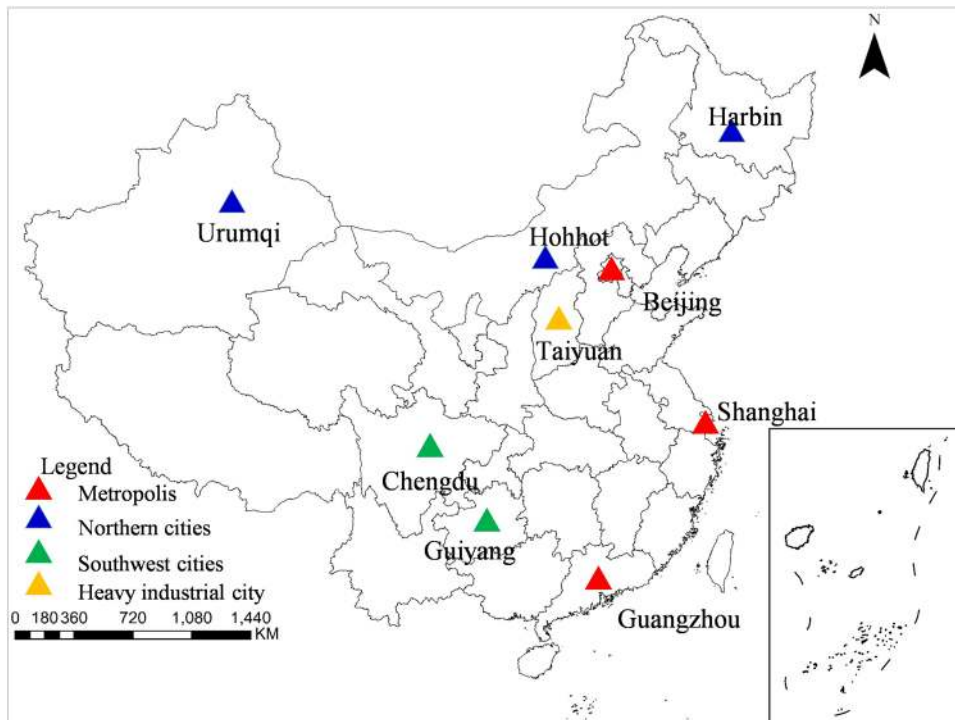 N
Harbin
Urumqi
Hohhot
Beijing
Taiyuan
Shanghai
Chengdu
Guiyang
Guangzhou
Legend
Metropolis
Northern cities
Southwest cities
Heavy industrial city
0 180 360 720 1,080 1,440
KM